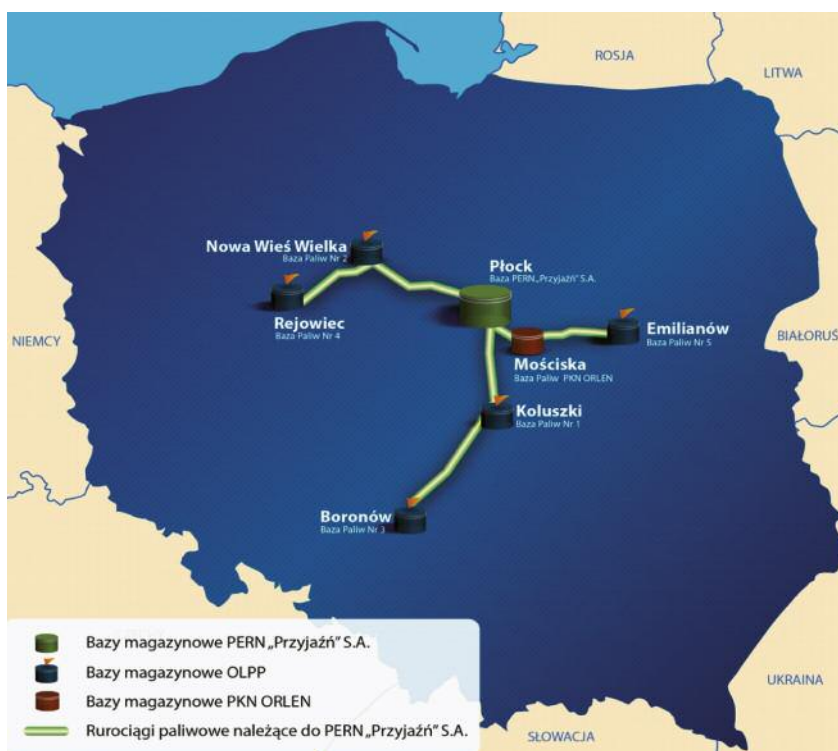 ROSJA
LITWA
Nowa Wieś Wielka
Baza Paliw Nr 2
Płock
Baza PERN „Przyjaźń" S.A.
Rejowiec
Baza Paliw Nr 4
Emilianów
Baza Paliw Nr 5
NIEMCY
BIAŁORUŚ
Mościska
Baza Paliw PKN ORLEN
Koluszki
Baza Paliw Nr 1
Boronów
Baza Paliw Nr 3
Bazy magazynowe PERN „Przyjaźń" S.A.
Bazy magazynowe OLPP
Bazy magazynowe PKN ORLEN
Rurociągi paliwowe należące do PERN „Przyjaźń" S.A.
UKRAINA
SŁOWACJA